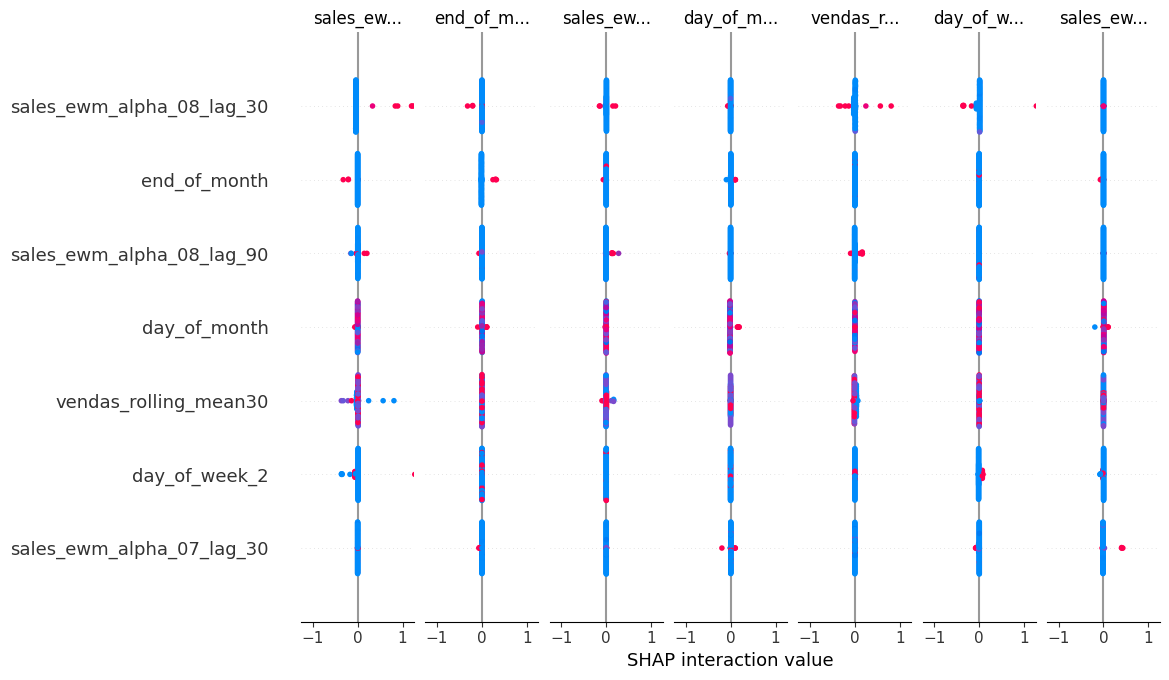 sales_ew... end_of_m... sales_ew... day_of_m... vendas_r... day_of_w... sales_ew...
sales_ewm_alpha_08_lag_30
end_of_month
sales_ewm_alpha_08_lag_90
day_of_month
vendas_rolling_mean30
day_of_week_2
sales_ewm_alpha_07_lag_30
−1 0 1 −1 0 1 −1 0 1 −1 0 1 −1 0 1 −1 0 1 −1 0 1
SHAP interaction value